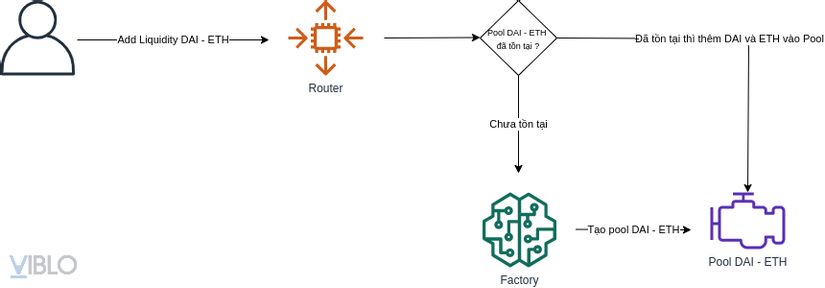 Pool DAI - ETH
đã tồn tại ?
Add Liquidity DAI - ETH
Đã tồn tại thì thêm DAI và ETH vào Pool
Router
Chưa tồn tại
Tạo pool DAI - ETH
Pool DAI - ETH
Factory
VIBLO